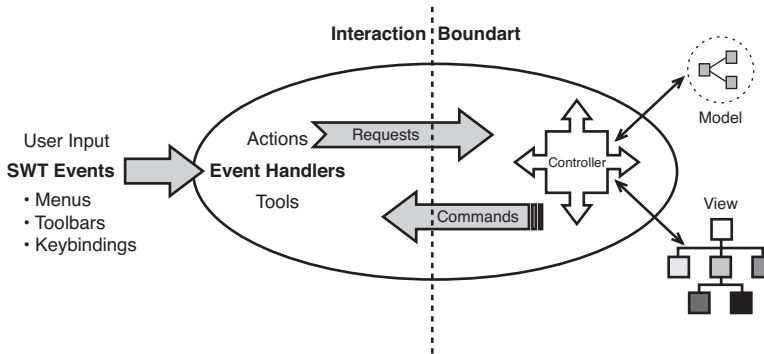 Interaction Boundart
User Input
SWT Events
• Menus
• Toolbars
• Keybindings
Actions
Event Handlers
Tools
Requests
Commands
Controller
Model
View